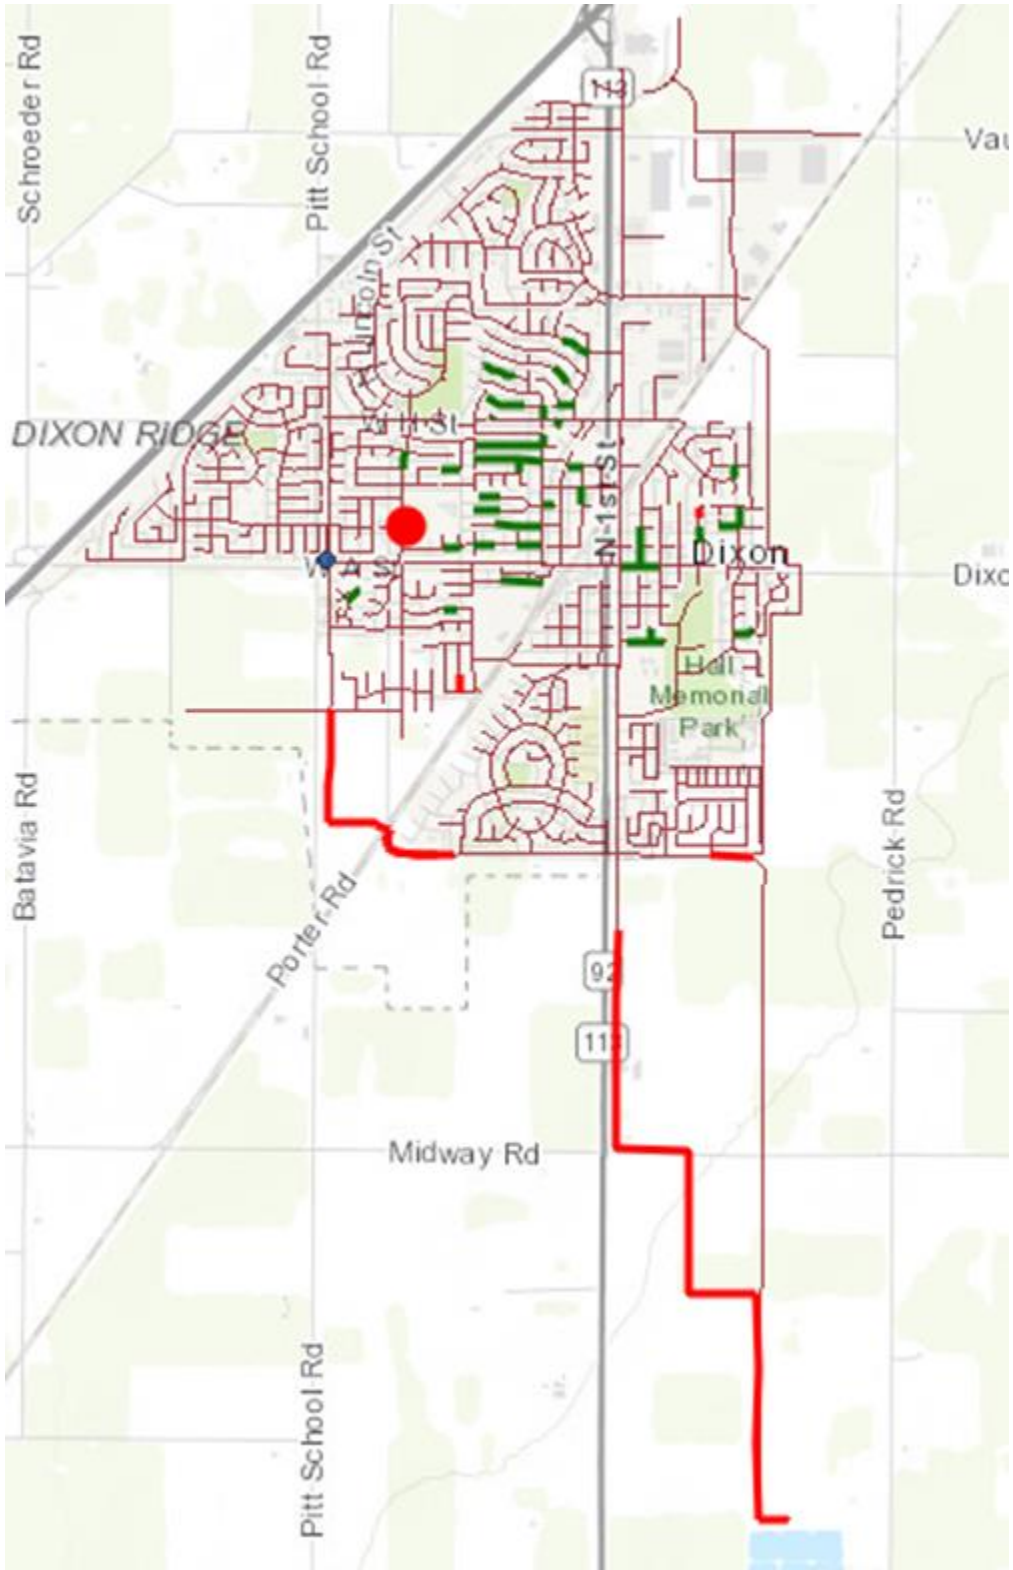 Schroeder Rd
Pitt School Rd
113
Vau
Lincoln St
DIXON RIDGE
W H St
N 1st St
Dixon
W A S
Dixo
Hall
Memorial
Park
Batavia Rd
Pedrick Rd
Porter Rd
92
113
Midway Rd
Pitt School Rd